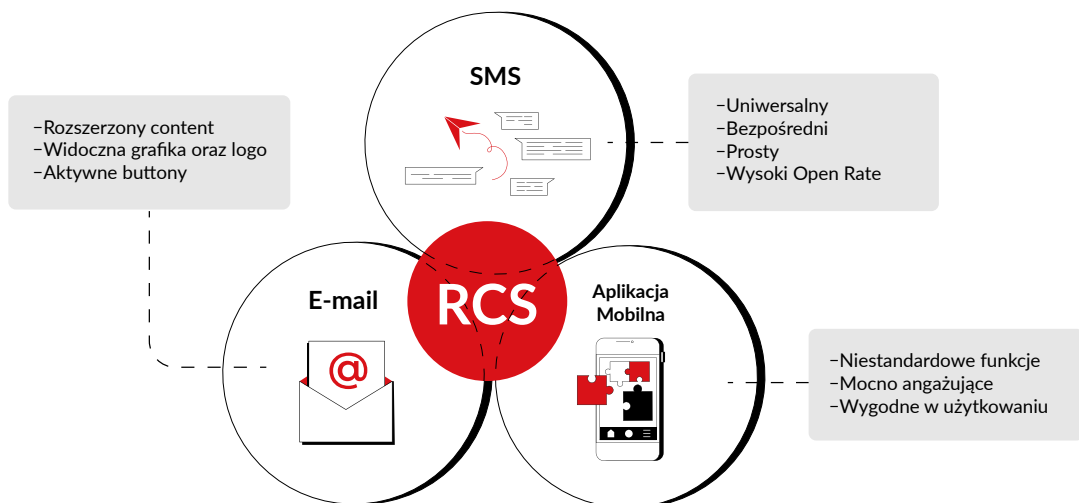 SMS
-Uniwersalny
-Bezpośredni
-Prosty
-Wysoki Open Rate
-Rozszerzony content
-Widoczna grafika oraz logo
-Aktywne buttony
E-mail
@
RCS
Aplikacja
Mobilna
-Niestandardowe funkcje
-Mocno angażujące
-Wygodne w użytkowaniu